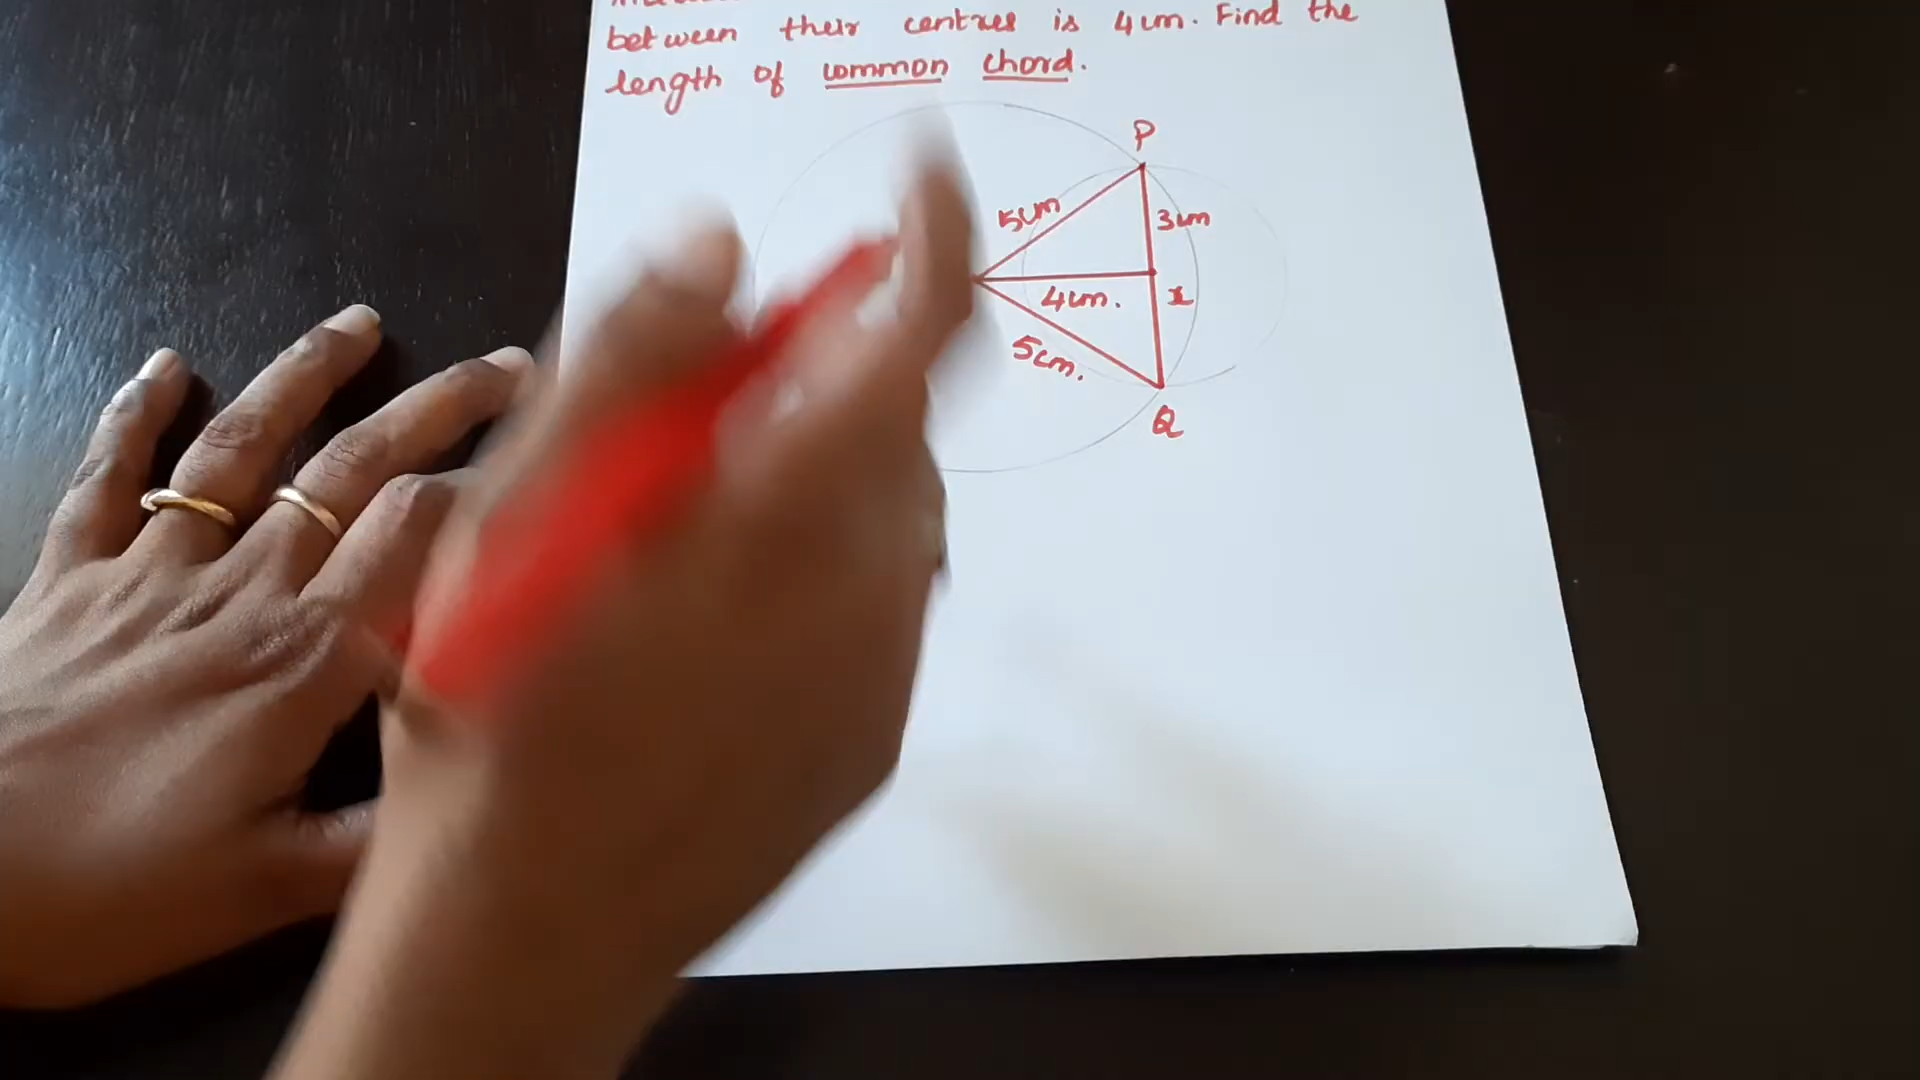 between their centres is 4cm. Find the
length of common chord.
P
5cm
3cm
4cm.
x
5cm.
Q